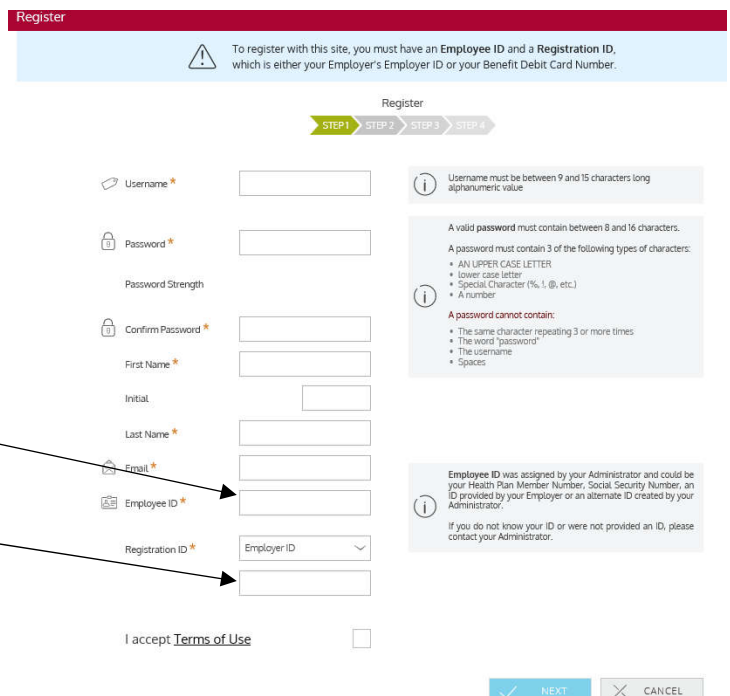 Register
To register with this site, you must have an Employee ID and a Registration ID,
which is either your Employer's Employer ID or your Benefit Debit Card Number.
Register
STEP 1 STEP 2 STEP 3 STEP 4
Username *
Username must be between 9 and 15 characters long
alphanumeric value
Password *
A valid password must contain between 8 and 16 characters.
A password must contain 3 of the following types of characters:
• AN UPPER CASE LETTER
• lower case letter
• Special Character (%, !, @, etc.)
• A number
A password cannot contain:
• The same character repeating 3 or more times
• The word "password"
• The username
• Spaces
Password Strength
Confirm Password *
First Name *
Initial
Last Name *
Email *
Employee ID *
Employee ID was assigned by your Administrator and could be
your Health Plan Member Number, Social Security Number, an
ID provided by your Employer or an alternate ID created by your
Administrator.
If you do not know your ID or were not provided an ID, please
contact your Administrator.
Registration ID *
Employer ID
I accept Terms of Use
NEXT
CANCEL